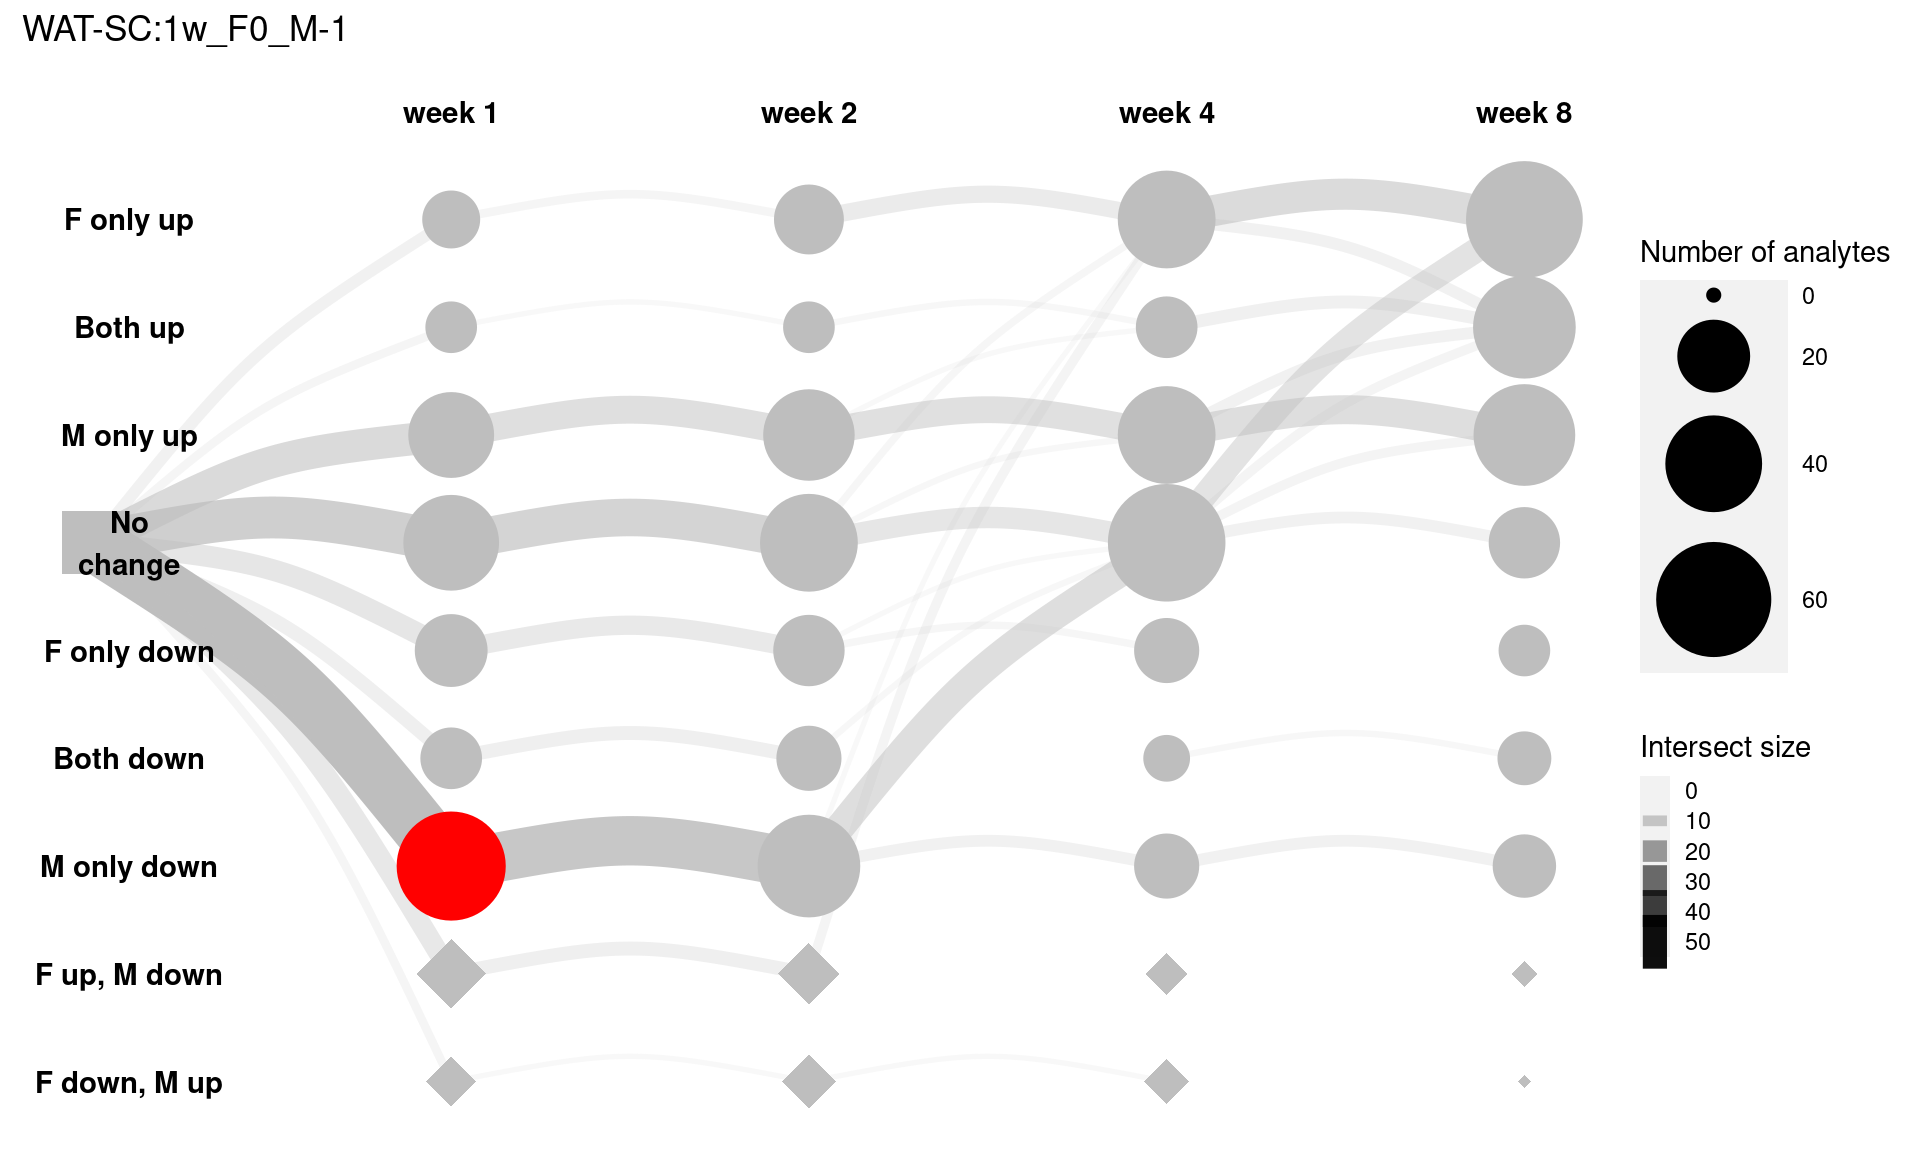 WAT-SC:1w_F0_M-1
week 1
week 2
week 4
week 8
F only up
Both up
M only up
No
change
F only down
Both down
M only down
F up, M down
F down, M up
Number of analytes
0
20
40
60
Intersect size
0
10
20
30
40
50